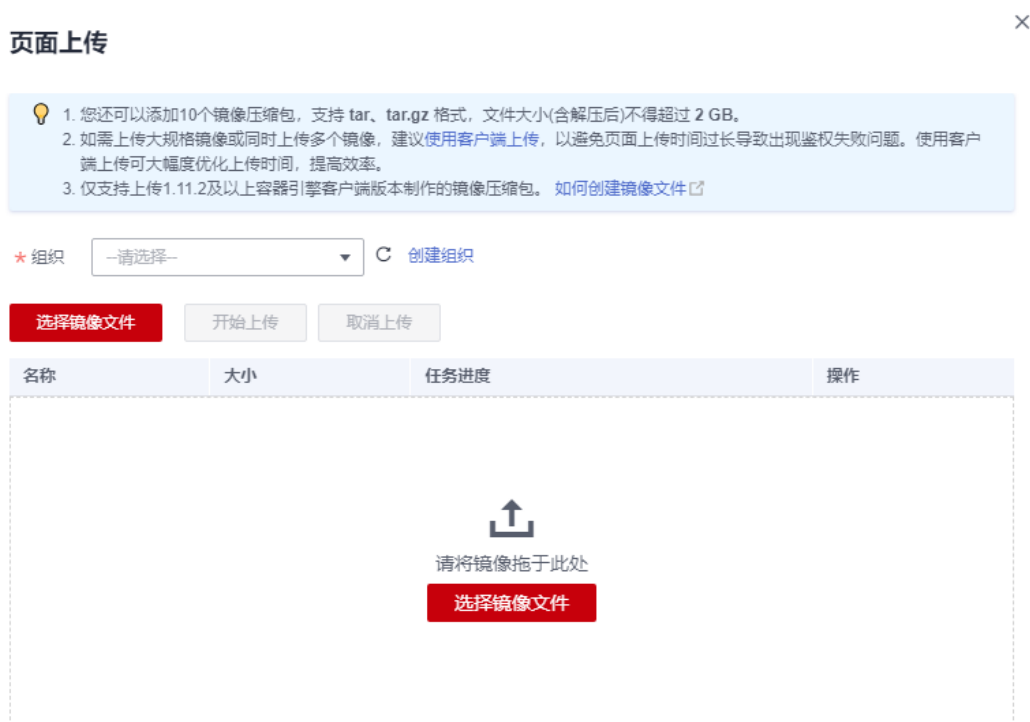 页面上传
1. 您还可以添加10个镜像压缩包，支持 tar、tar.gz 格式，文件大小(含解压后)不得超过 2 GB。
2. 如需上传大规格镜像或同时上传多个镜像，建议使用客户端上传，以避免页面上传时间过长导致出现鉴权失败问题。使用客户
端上传可大幅度优化上传时间，提高效率。
3. 仅支持上传1.11.2及以上容器引擎客户端版本制作的镜像压缩包。 如何创建镜像文件
* 组织 --请选择-- 创建组织
选择镜像文件 开始上传 取消上传
名称 大小 任务进度 操作
请将镜像拖于此处
选择镜像文件